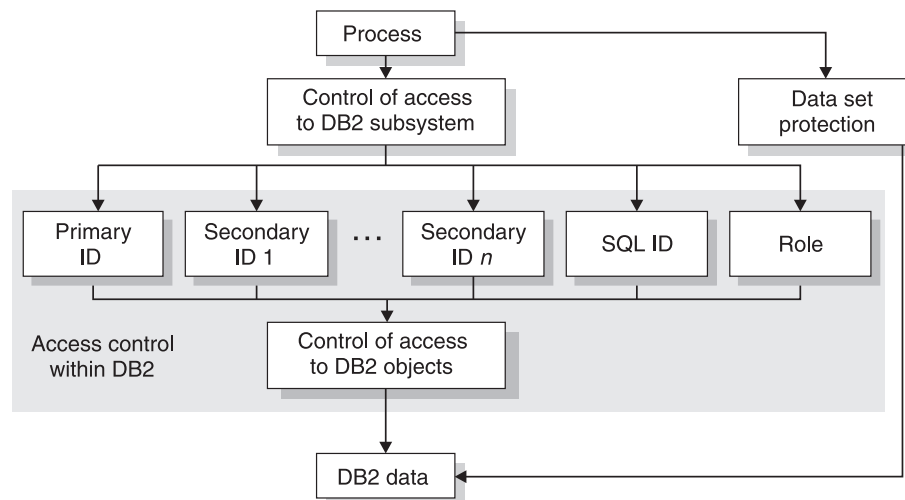 Process
Control of access
to DB2 subsystem
Data set
protection
Primary
ID
Secondary
ID 1
...
Secondary
ID n
SQL ID
Role
Access control
within DB2
Control of access
to DB2 objects
DB2 data